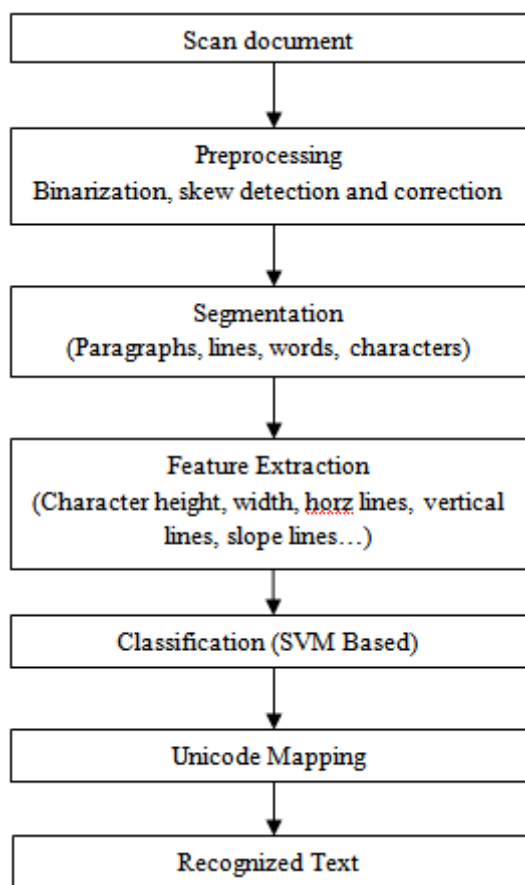 Scan document
Preprocessing
Binarization, skew detection and correction
Segmentation
(Paragraphs, lines, words, characters)
Feature Extraction
(Character height, width, horz lines, vertical
lines, slope lines…)
Classification (SVM Based)
Unicode Mapping
Recognized Text